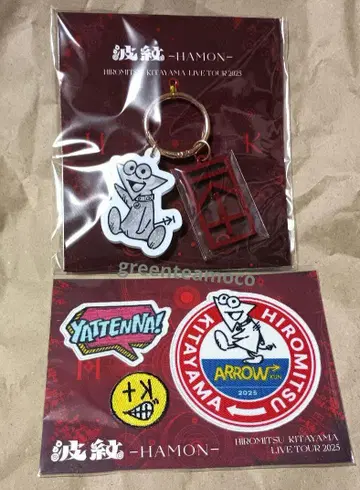 波紋 -HAMON-
HIROMITSU KITAYAMA LIVE TOUR 2025
greenteamoco
YATTENNA!
HIROMITSU
KITAYAMA
ARROW
2025
K+
波紋 -HAMON-
HIROMITSU KITAYAMA
LIVE TOUR 2025